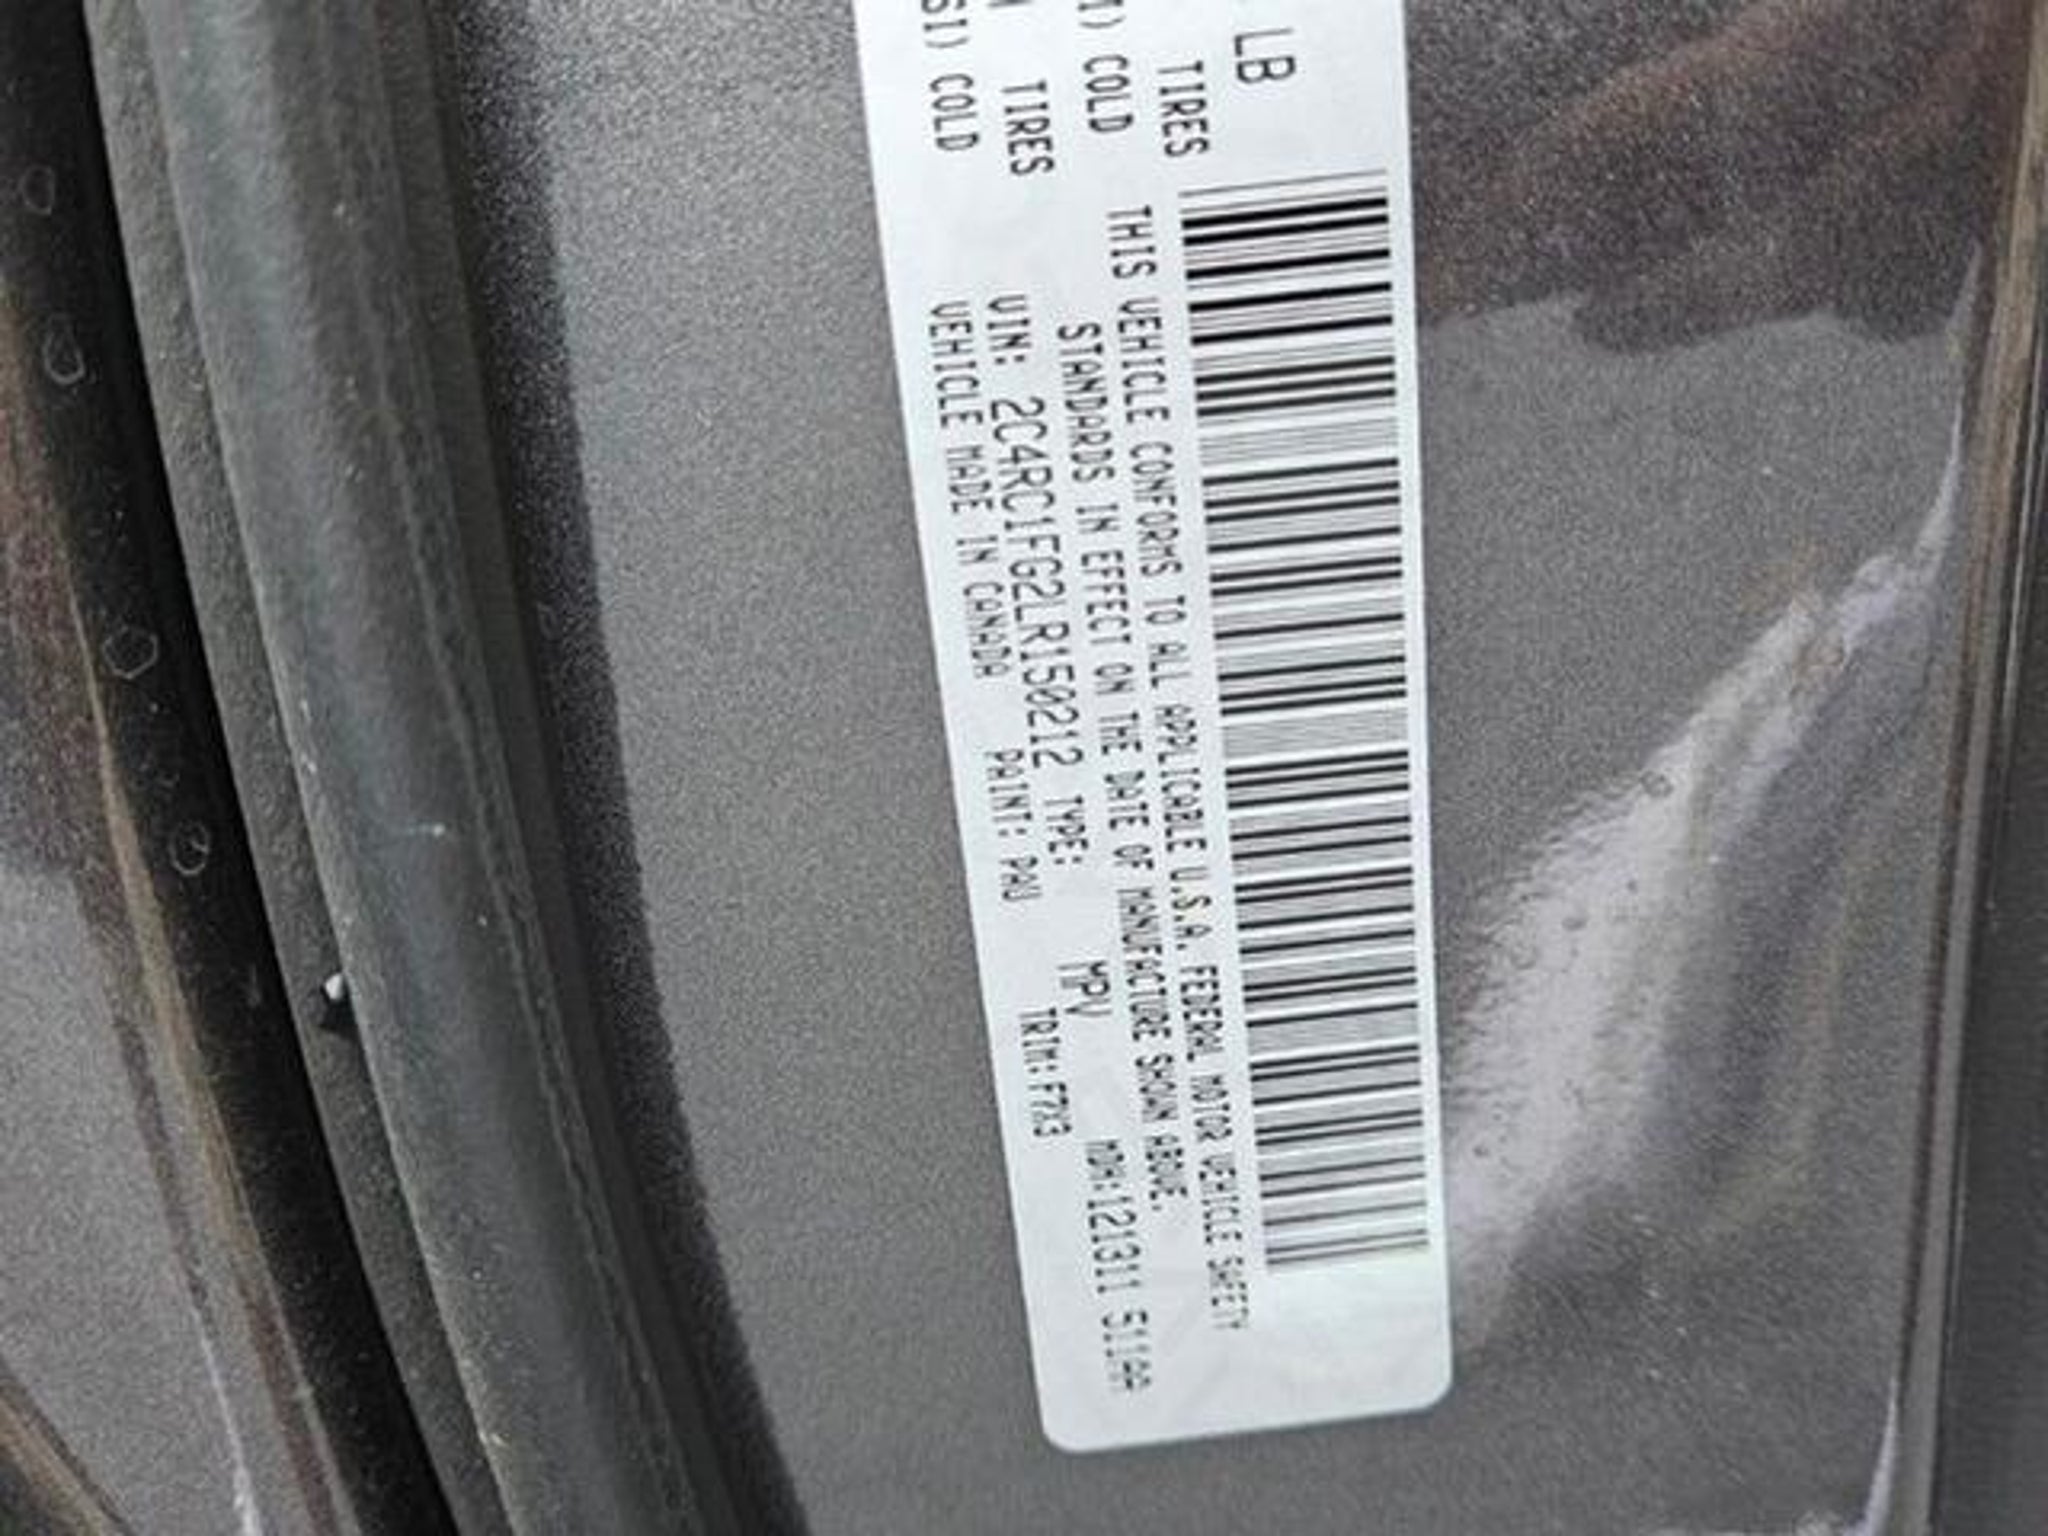 LB
TIRES
) COLD
TIRES
SI) COLD
THIS VEHICLE CONFORMS TO ALL APPLICABLE U.S.A. FEDERAL MOTOR VEHICLE SAFETY
STANDARDS IN EFFECT ON THE DATE OF MANUFACTURE SHOWN ABOVE.
VIN: 2C4RC1FG2LR150212 TYPE: MPV MDH:121311 511AA
VEHICLE MADE IN CANADA PAINT: PAU TRIM:F7X3